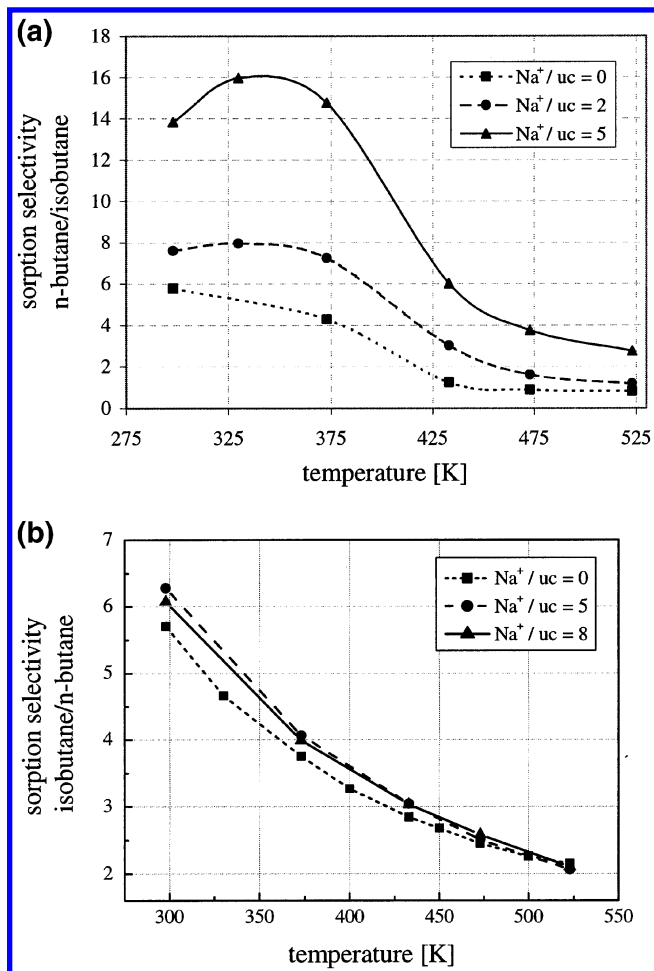 (a)
18
16
14
12
10
8
6
4
2
0
sorption selectivity
n-butane/isobutane
Na+ / uc = 0
Na+ / uc = 2
Na+ / uc = 5
275 325 375 425 475 525
temperature [K]
(b)
7
6
5
4
3
2
sorption selectivity
isobutane/n-butane
Na+ / uc = 0
Na+ / uc = 5
Na+ / uc = 8
300 350 400 450 500 550
temperature [K]